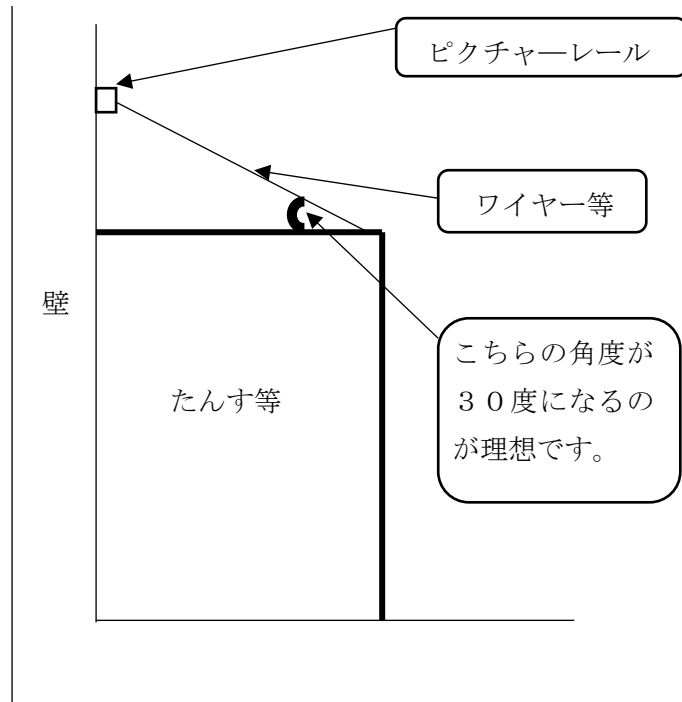 ピクチャ―レール
ワイヤー等
壁
こちらの角度が
３０度になるの
が理想です。
たんす等